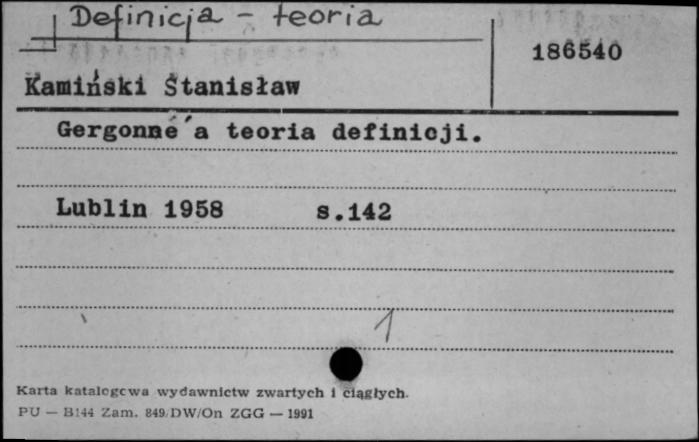 Definicja - teoria
186540
Kamiński Stanisław
Gergonne´a teoria definicji.
Lublin 1958 s.142
1
Karta katalogowa wydawnictw zwartych i ciągłych.
PU — B144 Zam. 849/DW/On ZGG — 1991